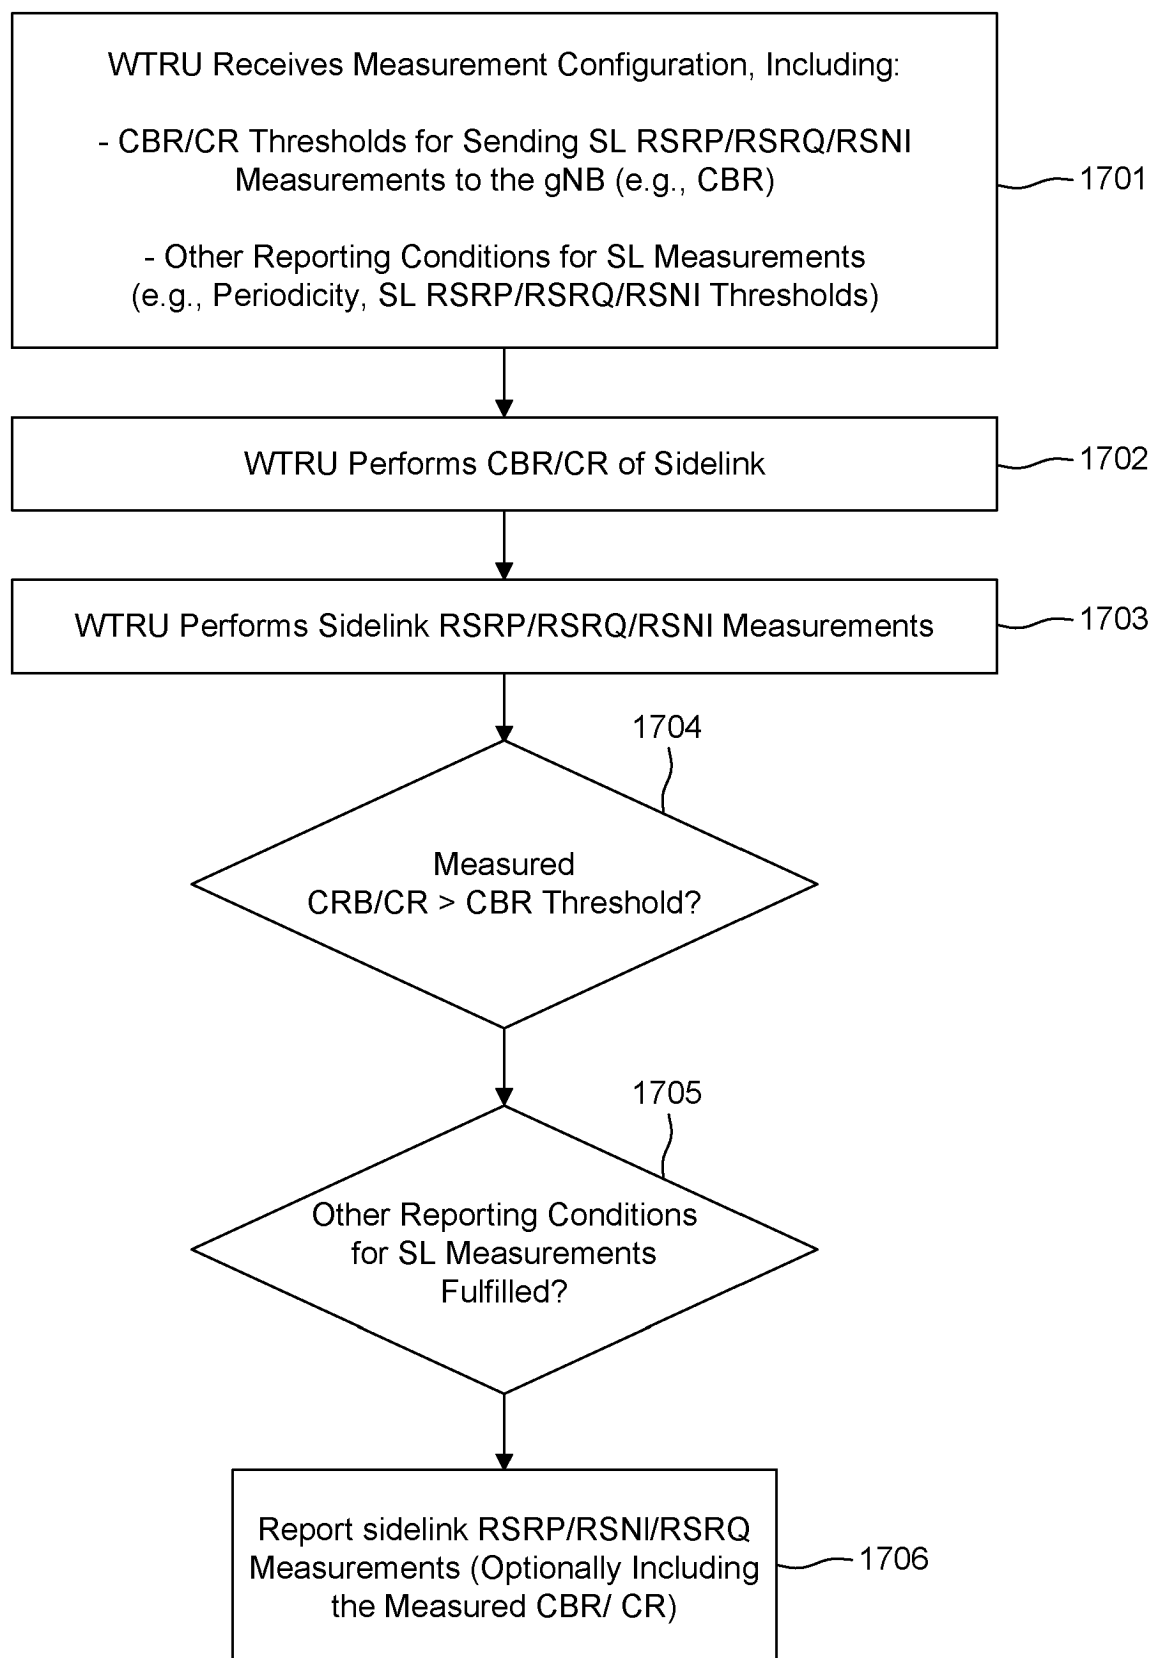 WTRU Receives Measurement Configuration, Including:
- CBR/CR Thresholds for Sending SL RSRP/RSRQ/RSNI
Measurements to the gNB (e.g., CBR)
- Other Reporting Conditions for SL Measurements
(e.g., Periodicity, SL RSRP/RSRQ/RSNI Thresholds)
1701
WTRU Performs CBR/CR of Sidelink
1702
WTRU Performs Sidelink RSRP/RSRQ/RSNI Measurements
1703
1704
Measured
CRB/CR > CBR Threshold?
1705
Other Reporting Conditions
for SL Measurements
Fulfilled?
Report sidelink RSRP/RSNI/RSRQ
Measurements (Optionally Including
the Measured CBR/ CR)
1706